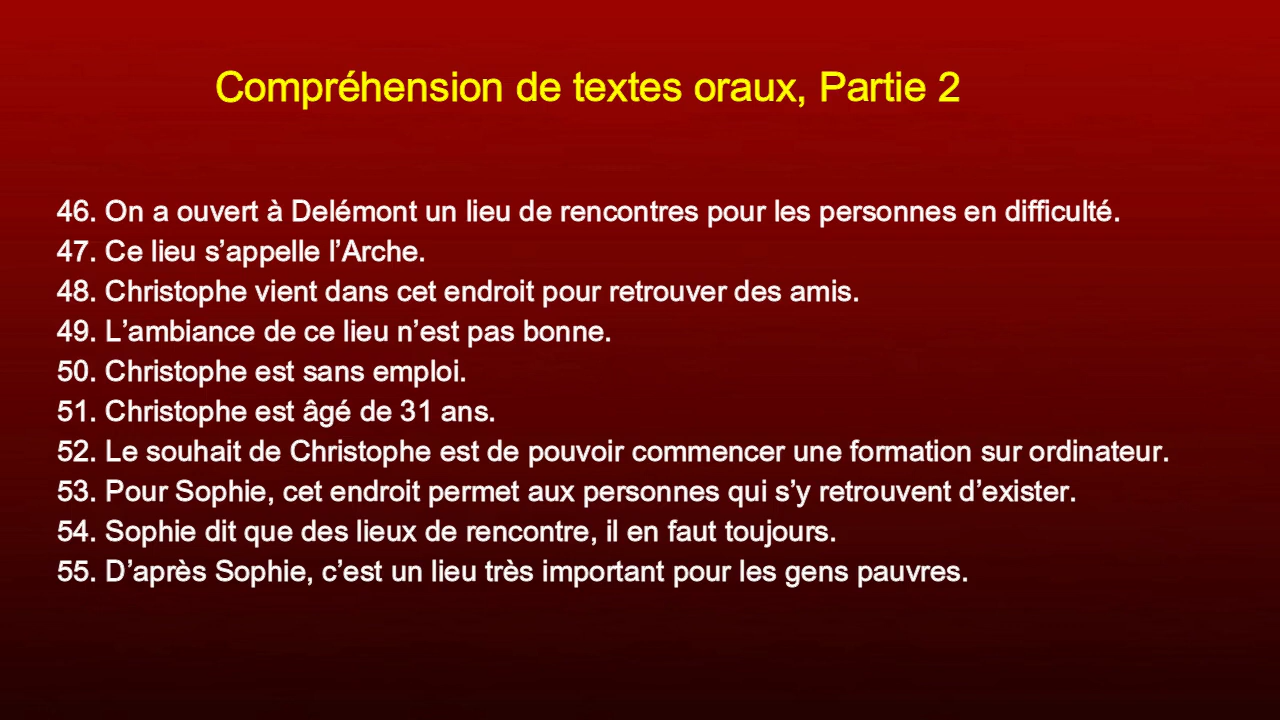 Compréhension de textes oraux, Partie 2
46. On a ouvert à Delémont un lieu de rencontres pour les personnes en difficulté.
47. Ce lieu s’appelle l’Arche.
48. Christophe vient dans cet endroit pour retrouver des amis.
49. L’ambiance de ce lieu n’est pas bonne.
50. Christophe est sans emploi.
51. Christophe est âgé de 31 ans.
52. Le souhait de Christophe est de pouvoir commencer une formation sur ordinateur.
53. Pour Sophie, cet endroit permet aux personnes qui s’y retrouvent d’exister.
54. Sophie dit que des lieux de rencontre, il en faut toujours.
55. D’après Sophie, c’est un lieu très important pour les gens pauvres.